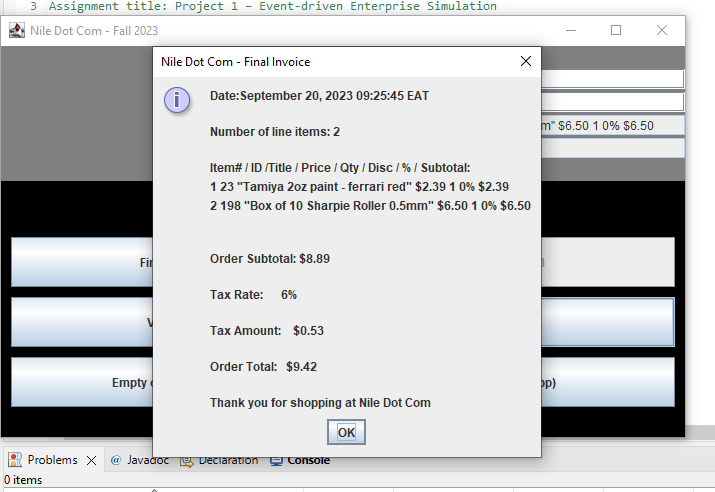 3 Assignment title: Project 1 – Event-driven Enterprise Simulation
Nile Dot Com - Fall 2023
Nile Dot Com - Final Invoice
Date:September 20, 2023 09:25:45 EAT
Number of line items: 2
Item# / ID /Title / Price / Qty / Disc / % / Subtotal:
1 23 "Tamiya 2oz paint - ferrari red" $2.39 1 0% $2.39
2 198 "Box of 10 Sharpie Roller 0.5mm" $6.50 1 0% $6.50
Order Subtotal: $8.89
Tax Rate: 6%
Tax Amount: $0.53
Order Total: $9.42
Thank you for shopping at Nile Dot Com
OK
mm" $6.50 1 0% $6.50
Empty
Problems @ Javadoc Declaration Console
0 items